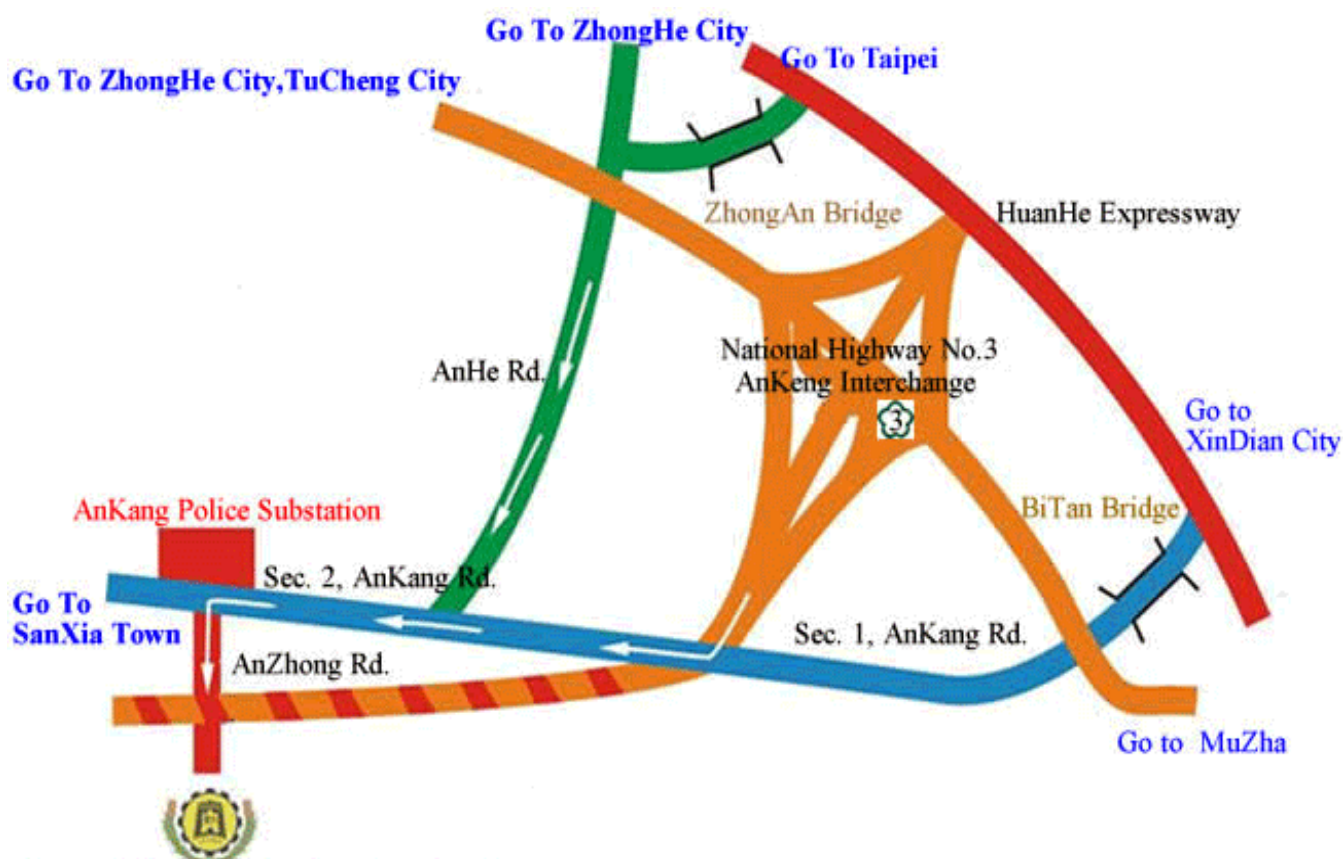 Go To ZhongHe City
Go To Taipei
Go To ZhongHe City,TuCheng City
ZhongAn Bridge
HuanHe Expressway
National Highway No.3
AnKeng Interchange
AnHe Rd.
3
Go to
XinDian City
AnKang Police Substation
BiTan Bridge
Sec. 2, AnKang Rd.
Go To
SanXia Town
Sec. 1, AnKang Rd.
AnZhong Rd.
Go to MuZha